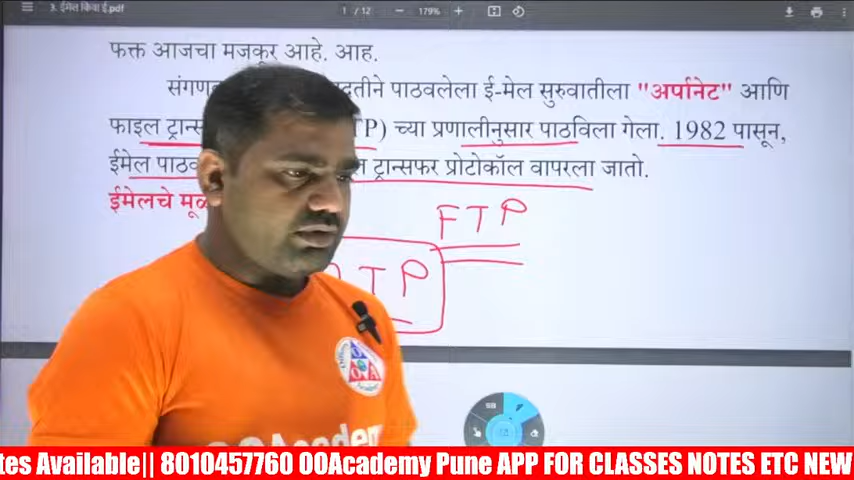 3. ईमेल किंवा ई.pdf
1 / 12
179%
फक्त आजचा मजकूर आहे. आह.
पाठवलेला ई-मेल सुरुवातीला "अर्पानेट" आणि
फाइल ट्रान्स TP) च्या प्रणालीनुसार पाठविला गेला. 1982 पासून,
ईमेल पाठव ट्रान्सफर प्रोटोकॉल वापरला जातो.
ईमेलचे मूळ
FTP
TP
OOAcademy
tes Available|| 8010457760 OOAcademy Pune APP FOR CLASSES NOTES ETC NEW